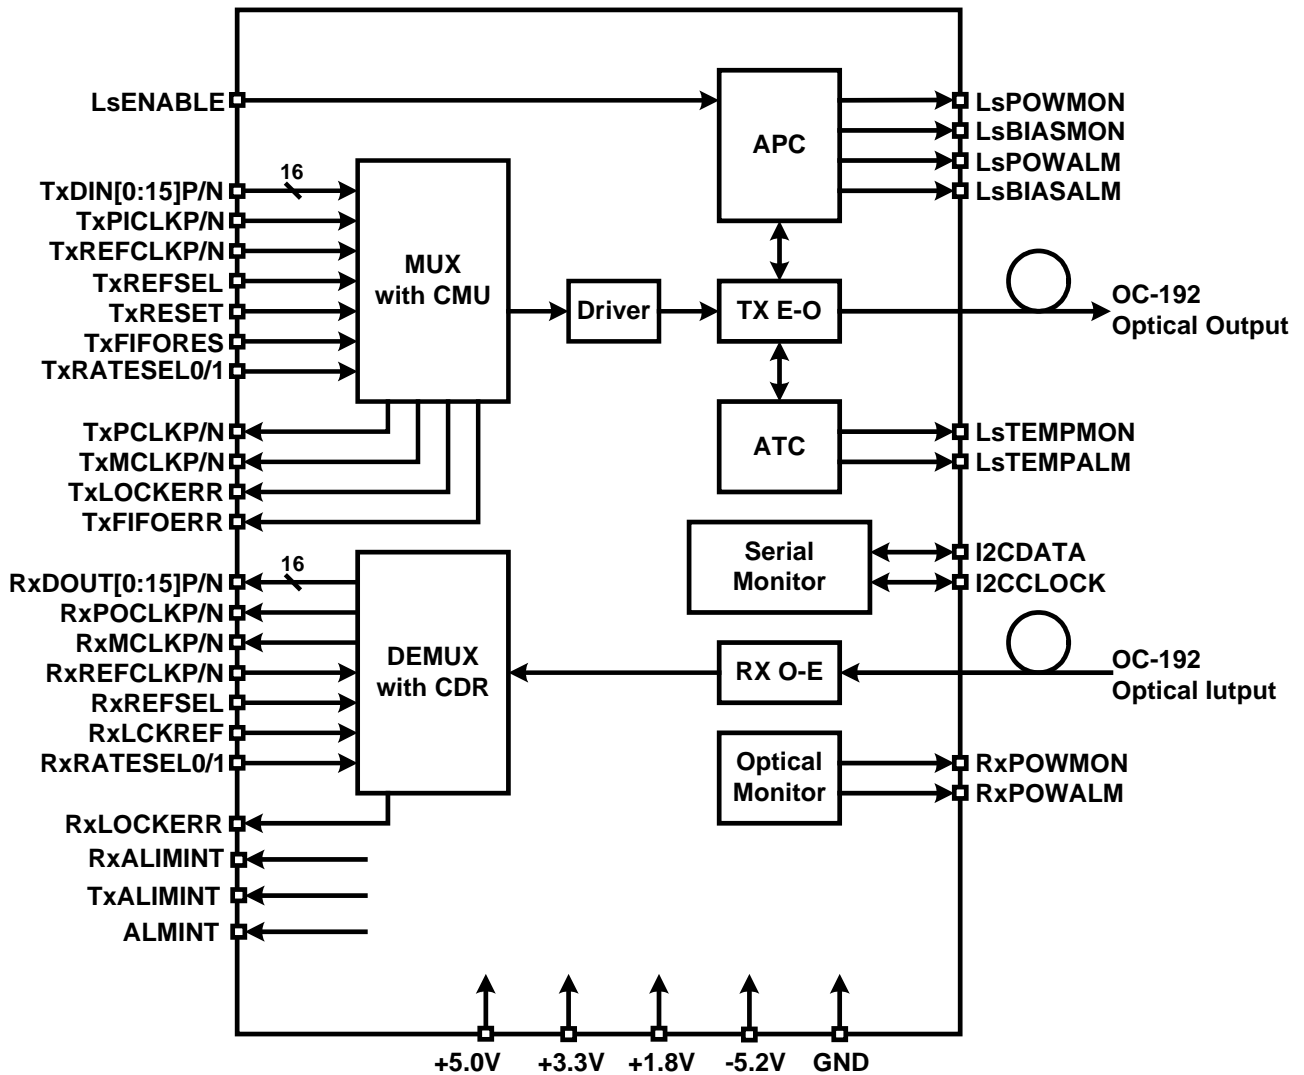 LsENABLE
TxDIN[0:15]P/N
16
TxPICLKP/N
TxREFCLKP/N
TxREFSEL
TxRESET
TxFIFORES
TxRATESEL0/1
TxPCLKP/N
TxMCLKP/N
TxLOCKERR
TxFIFOERR
RxDOUT[0:15]P/N
16
RxPOCLKP/N
RxMCLKP/N
RxREFCLKP/N
RxREFSEL
RxLCKREF
RxRATESEL0/1
RxLOCKERR
RxALIMINT
TxALIMINT
ALMINT
MUX
with CMU
DEMUX
with CDR
Driver
APC
TX E-O
ATC
Serial
Monitor
RX O-E
Optical
Monitor
LsPOWMON
LsBIASMON
LsPOWALM
LsBIASALM
OC-192
Optical Output
LsTEMPMON
LsTEMPALM
I2CDATA
I2CCLOCK
OC-192
Optical Iutput
RxPOWMON
RxPOWALM
+5.0V
+3.3V
+1.8V
-5.2V
GND